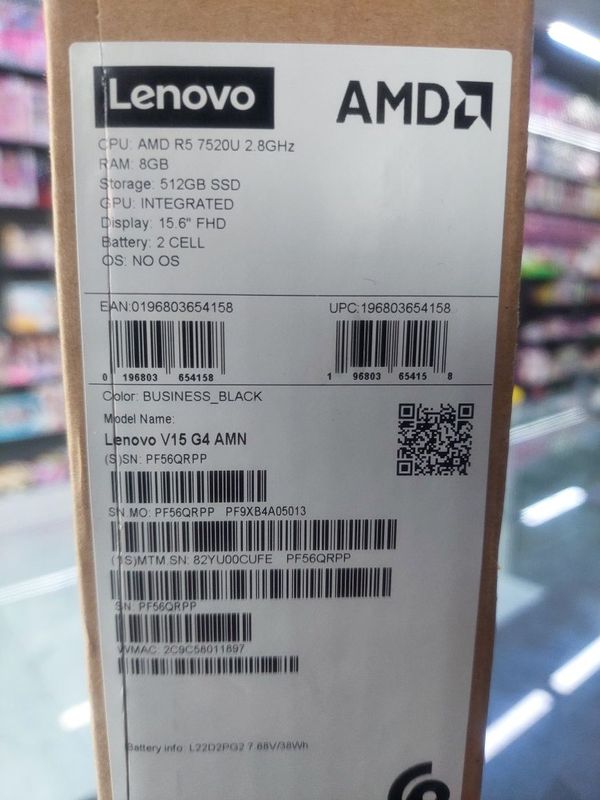 Lenovo AMD
CPU: AMD R5 7520U 2.8GHz
RAM: 8GB
Storage: 512GB SSD
GPU: INTEGRATED
Display: 15.6" FHD
Battery: 2 CELL
OS: NO OS
EAN:0196803654158 UPC:196803654158
0 196803 654158 1 96803 65415 8
Color: BUSINESS_BLACK
Model Name:
Lenovo V15 G4 AMN
(S)SN: PF56QRPP
SN MO: PF56QRPP PF9XB4A05013
(1S)MTM SN: 82YU00CUFE PF56QRPP
SN: PF56QRPP
WMAC: 2C9C58011897
Battery info: L22D2PG2 7.68V/38Wh